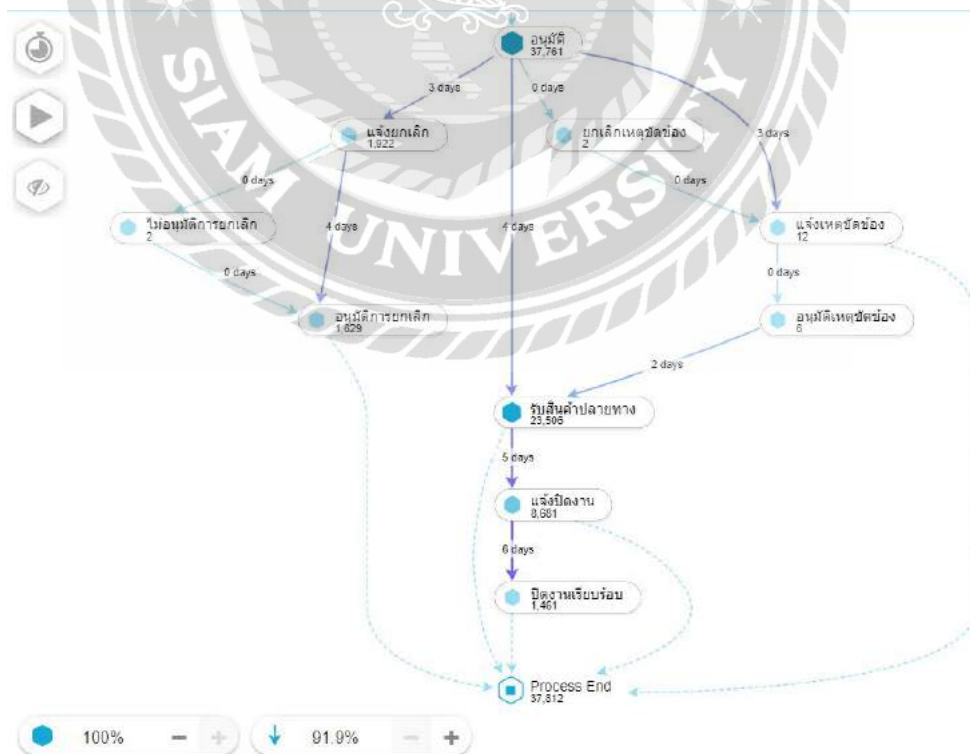 อนุมัติ
37,761
3 days
0 days
แจ้งยกเลิก
1,922
ยกเลิกเหตุขัดข้อง
2
3 days
0 days
0 days
ไม่อนุมัติการยกเลิก
2
4 days
4 days
แจ้งเหตุขัดข้อง
12
0 days
0 days
อนุมัติการยกเลิก
1,629
อนุมัติเหตุขัดข้อง
6
2 days
รับสินค้าปลายทาง
23,506
5 days
แจ้งปิดงาน
8,681
6 days
ปิดงานเรียบร้อย
1,461
Process End
37,812
100%
91.9%
SIAM UNIVERSITY